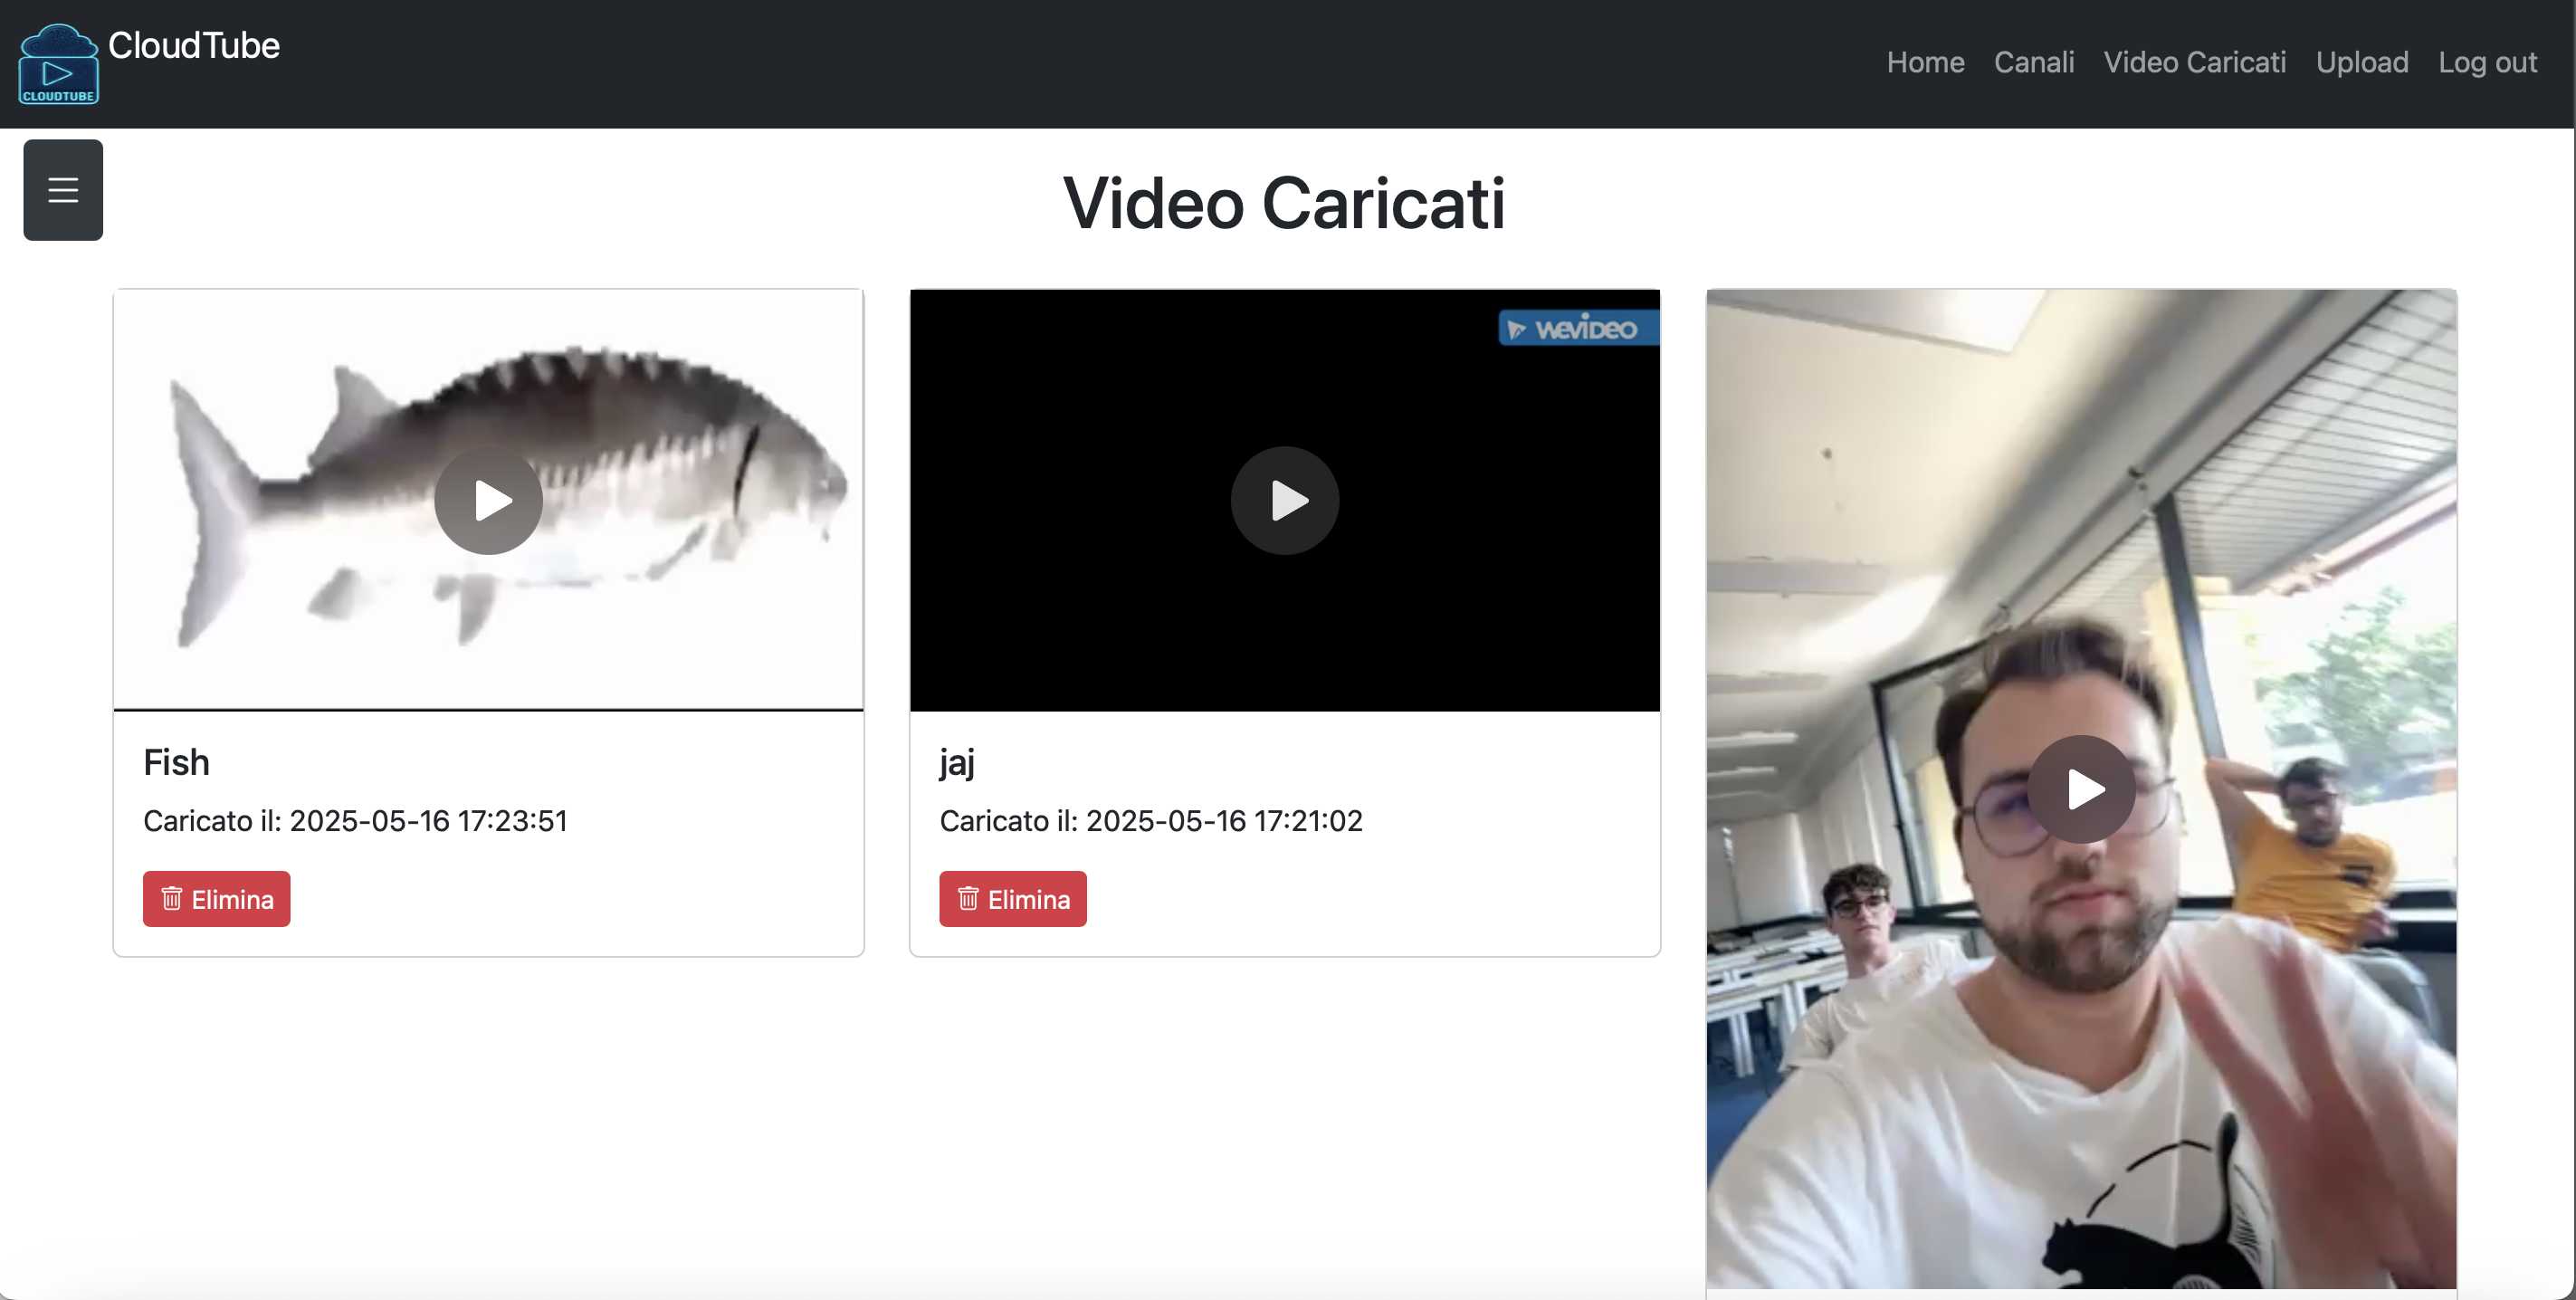 CloudTube
CLOUDTUBE
Home Canali Video Caricati Upload Log out
Video Caricati
WEVIDEO
Fish
Caricato il: 2025-05-16 17:23:51
Elimina
jaj
Caricato il: 2025-05-16 17:21:02
Elimina